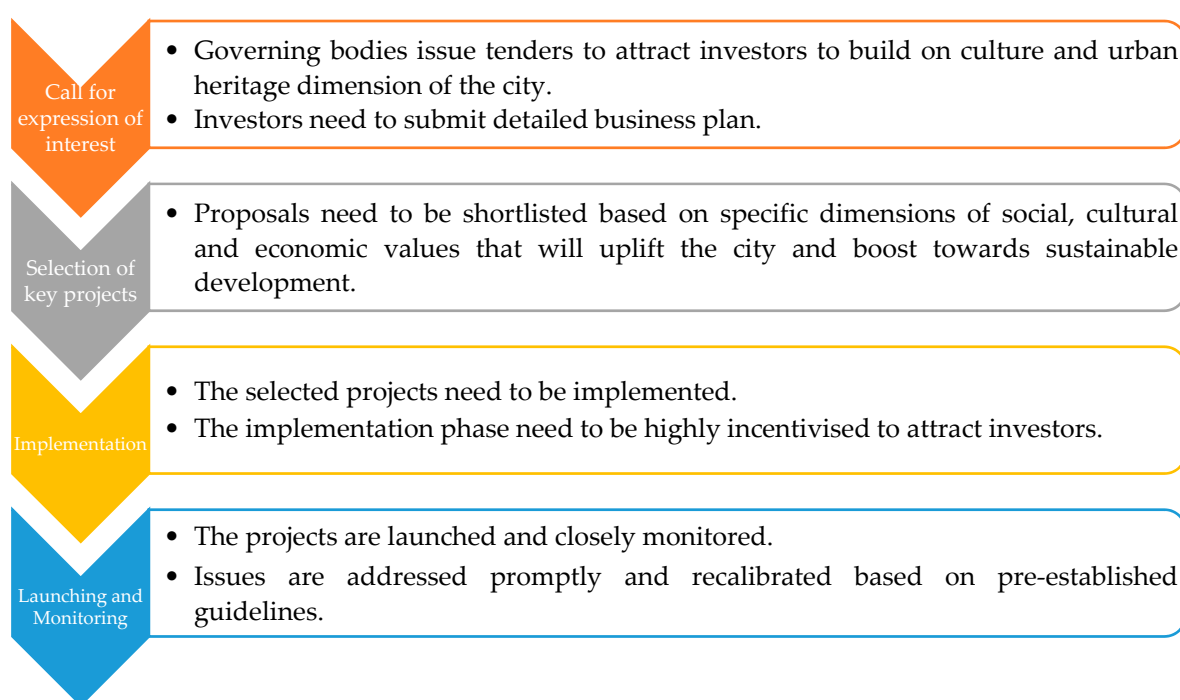 Call for
expression of
interest
• Governing bodies issue tenders to attract investors to build on culture and urban
heritage dimension of the city.
• Investors need to submit detailed business plan.
Selection of
key projects
• Proposals need to be shortlisted based on specific dimensions of social, cultural
and economic values that will uplift the city and boost towards sustainable
development.
Implementation
• The selected projects need to be implemented.
• The implementation phase need to be highly incentivised to attract investors.
Launching and
Monitoring
• The projects are launched and closely monitored.
• Issues are addressed promptly and recalibrated based on pre-established
guidelines.